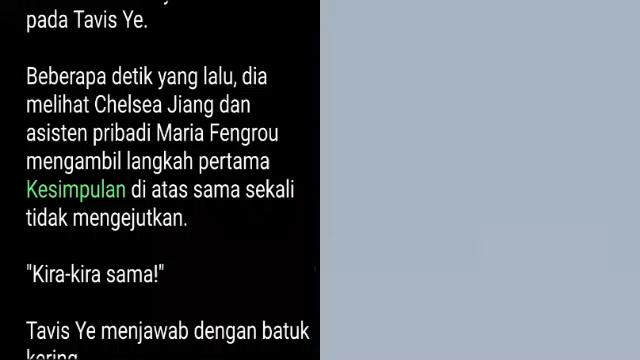 pada Tavis Ye.
Beberapa detik yang lalu, dia
melihat Chelsea Jiang dan
asisten pribadi Maria Fengrou
mengambil langkah pertama
Kesimpulan di atas sama sekali
tidak mengejutkan.
"Kira-kira sama!"
Tavis Ye menjawab dengan batuk
kering